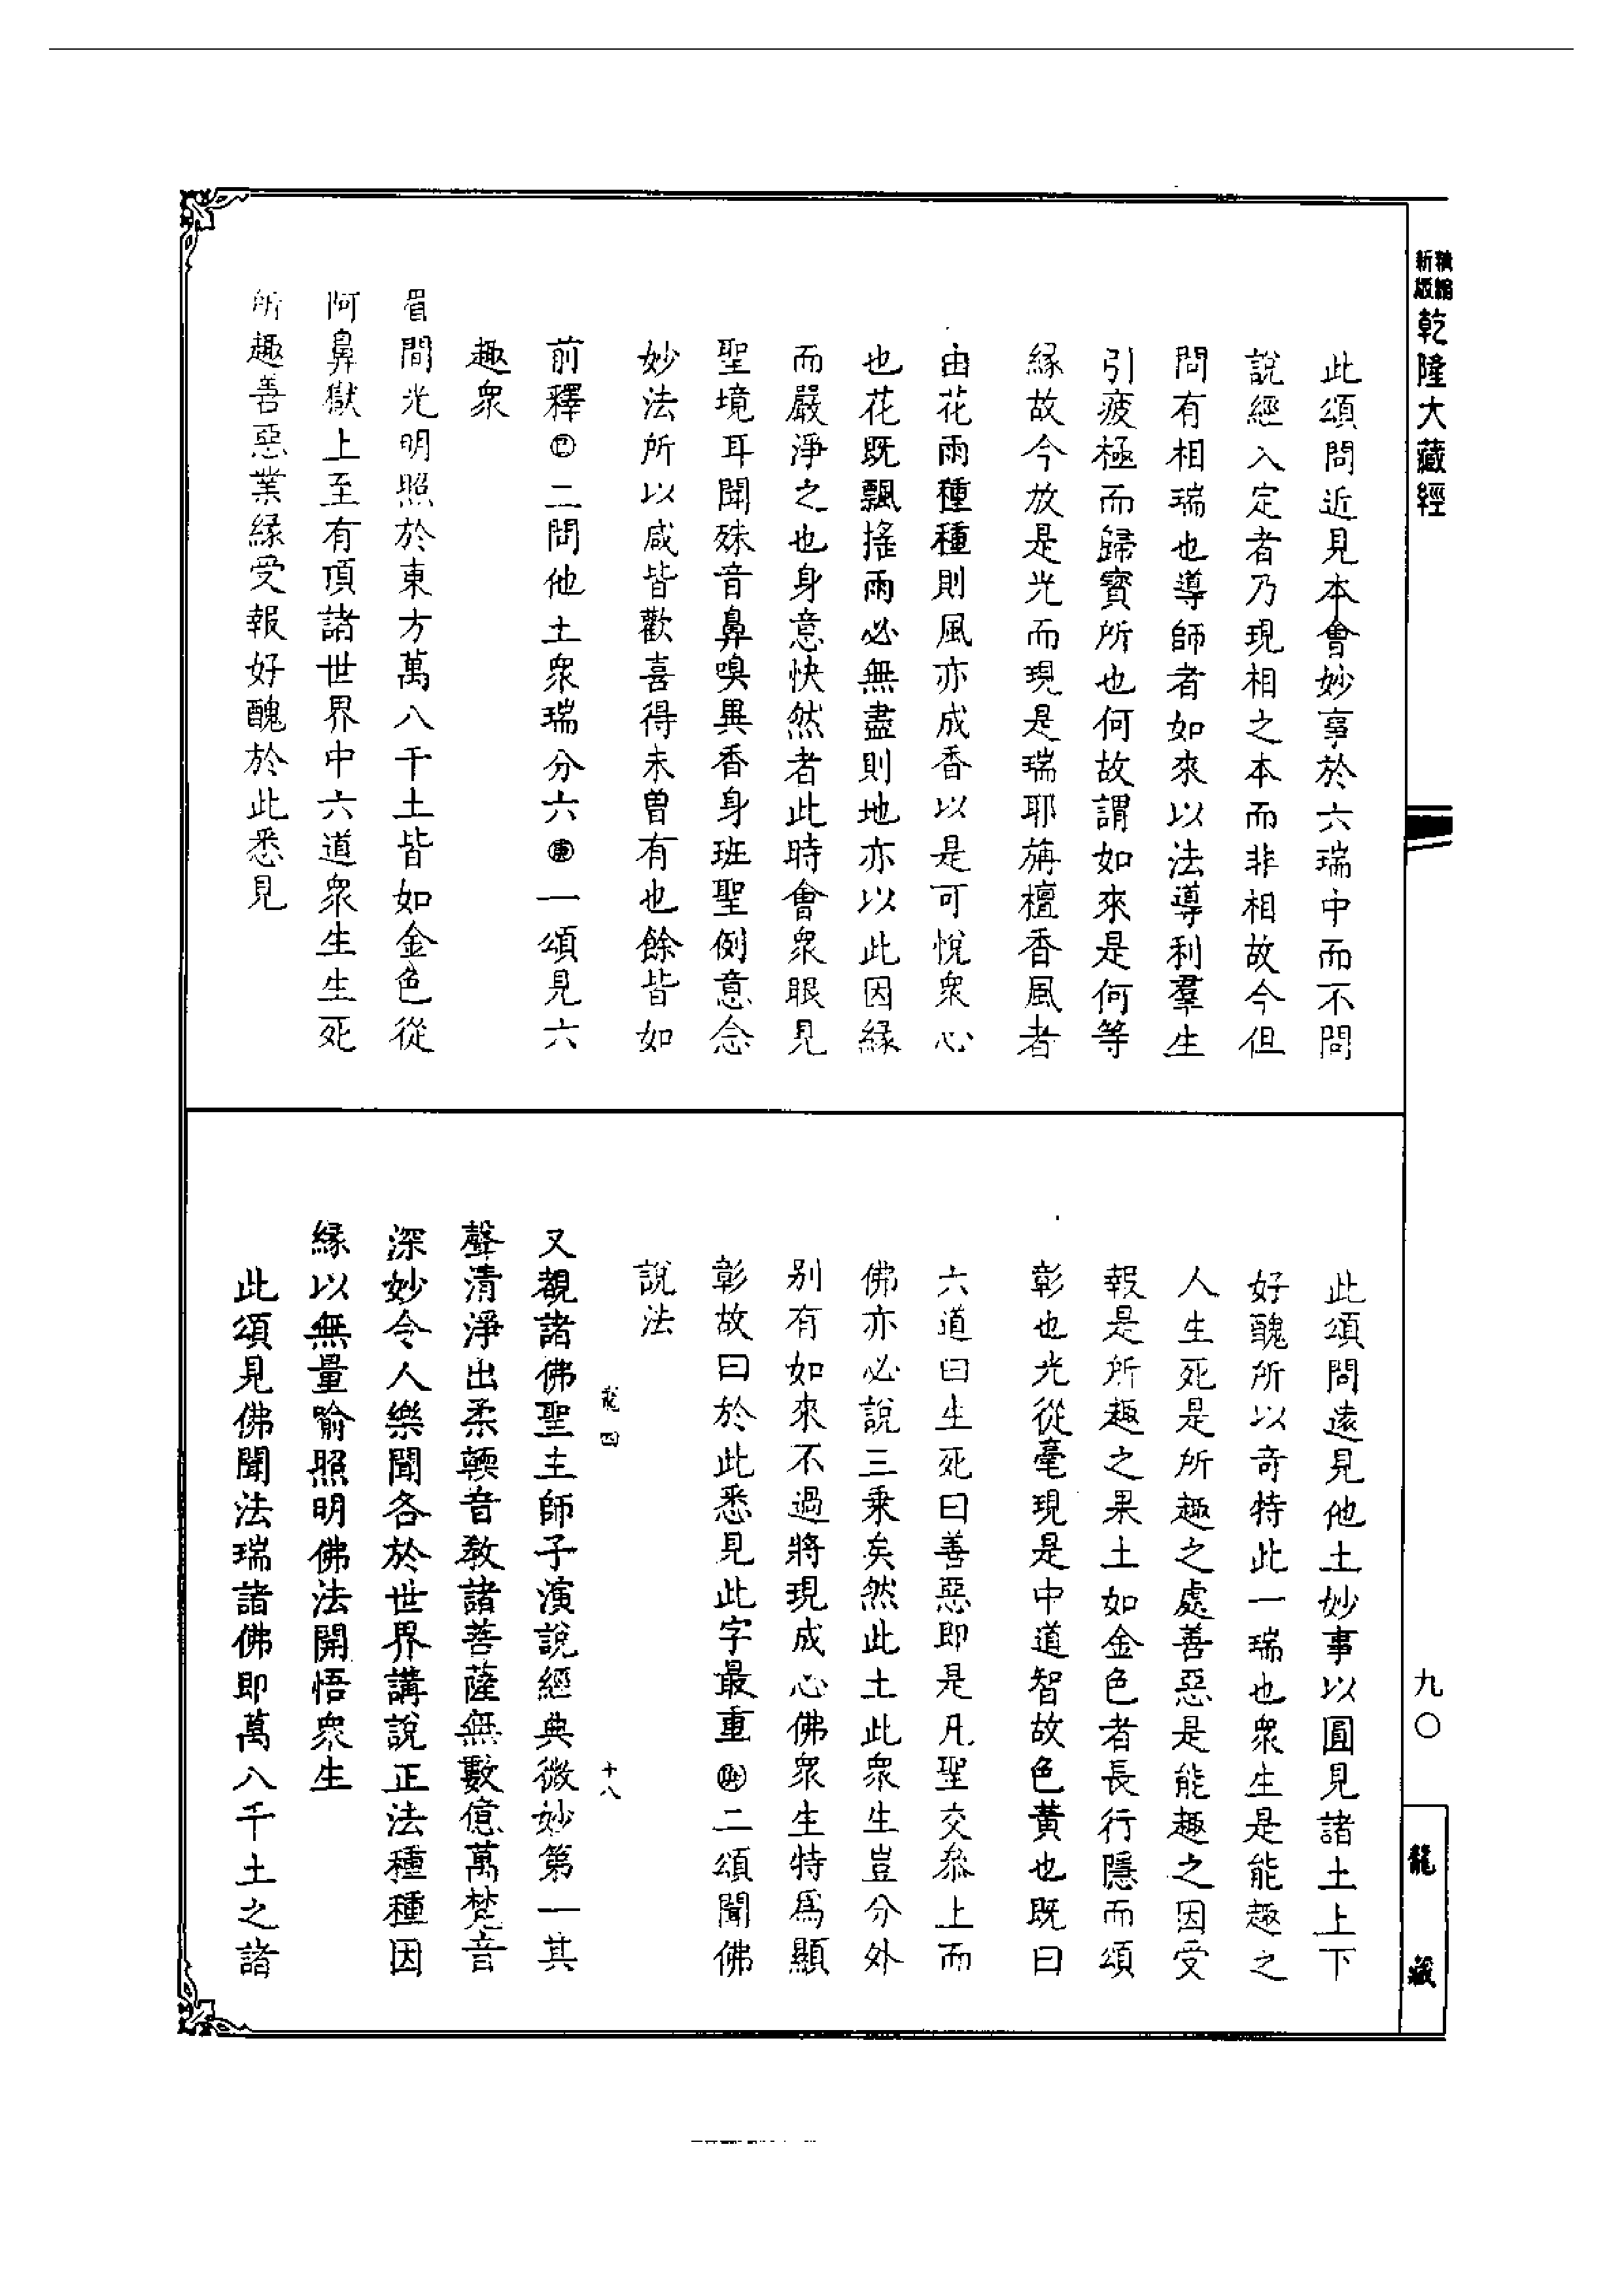 新版
精縮
乾隆大藏經
此頌問近見本會妙事於六瑞中而不問
說經入定者乃現相之本而非相故今但
問有相瑞也導師者如來以法導利羣生
引疲極而歸寶所也何故謂如來是何等
緣故今放是光而現是瑞耶旃檀香風者
由花雨種種則風亦成香以是可悅衆心
也花既飄搖雨必無盡則地亦以此因緣
而嚴淨之也身意快然者此時會衆眼見
聖境耳聞殊音鼻嗅異香身班聖例意念
妙法所以咸皆歡喜得未曾有也餘皆如
前釋㊁二問他土衆瑞分六庚一頌見六
趣衆
眉間光明照於東方萬八千土皆如金色從
阿鼻獄上至有頂諸世界中六道衆生生死
所趣善惡業緣受報好醜於此悉見
此頌問遠見他土妙事以圓見諸土上下
好醜所以奇特此一瑞也衆生是能趣之
人生死是所趣之處善惡是能趣之因受
報是所趣之果土如金色者長行隱而頌
彰也光從毫現是中道智故色黃也既曰
六道曰生死曰善惡即是凡聖交叅上而
佛亦必說三乘矣然此土此衆生豈分外
别有如來不過將現成心佛衆生特爲顯
彰故曰於此悉見此字最重二頌聞佛
說法
龍四
十八
又覩諸佛聖主師子演說經典微妙第一其
聲清淨出柔輭音教諸菩薩無數億萬梵音
深妙令人樂聞各於世界講說正法種種因
緣以無量喻照明佛法開悟衆生
此頌見佛聞法瑞諸佛即萬八千土之諸
九〇
龍藏